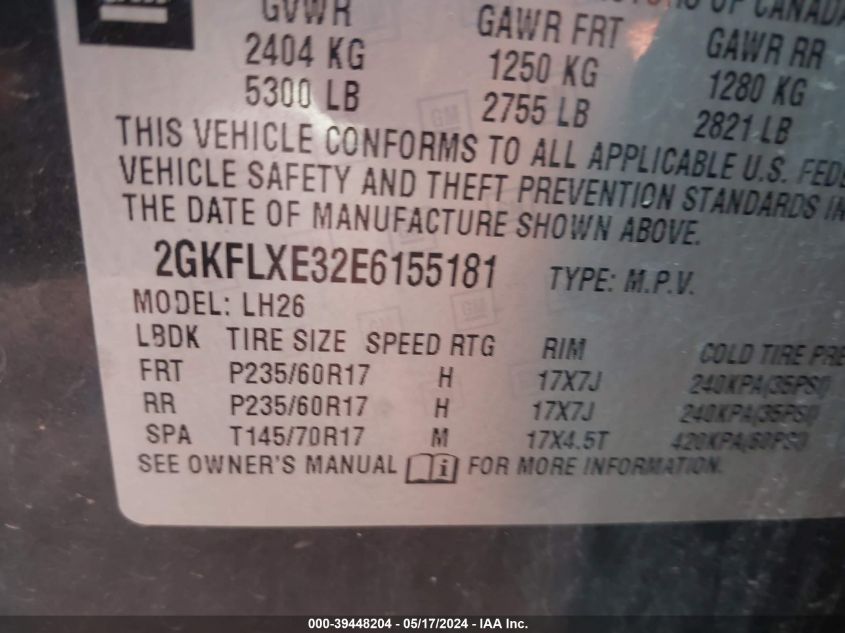 GM
GVWR GAWR FRT GAWR RR
OF CANADA
2404 KG 1250 KG 1280 KG
5300 LB 2755 LB 2821 LB
THIS VEHICLE CONFORMS TO ALL APPLICABLE U.S. FEDE
VEHICLE SAFETY AND THEFT PREVENTION STANDARDS IN
THE DATE OF MANUFACTURE SHOWN ABOVE.
2GKFLXE32E6155181 TYPE: M.P.V.
MODEL: LH26
LBDK TIRE SIZE SPEED RTG RIM COLD TIRE PRE
FRT P235/60R17 H 17X7J 240KPA(35PSI)
RR P235/60R17 H 17X7J 240KPA(35PSI)
SPA T145/70R17 M 17X4.5T 420KPA(60PSI)
SEE OWNER'S MANUAL i FOR MORE INFORMATION.
000-39448204 - 05/17/2024 - IAA Inc.